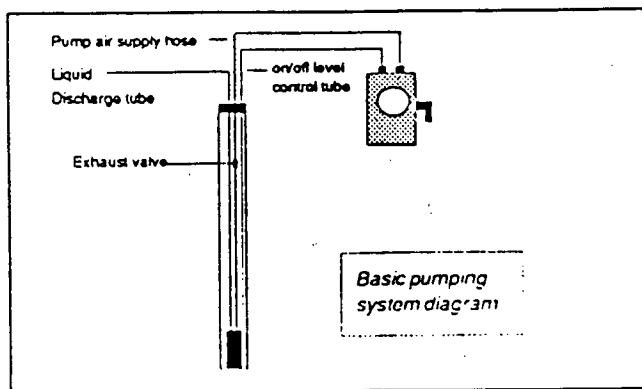 Pump air supply hose
Liquid
Discharge tube
on/off level
control tube
Exhaust valve
Basic pumping
system diagram